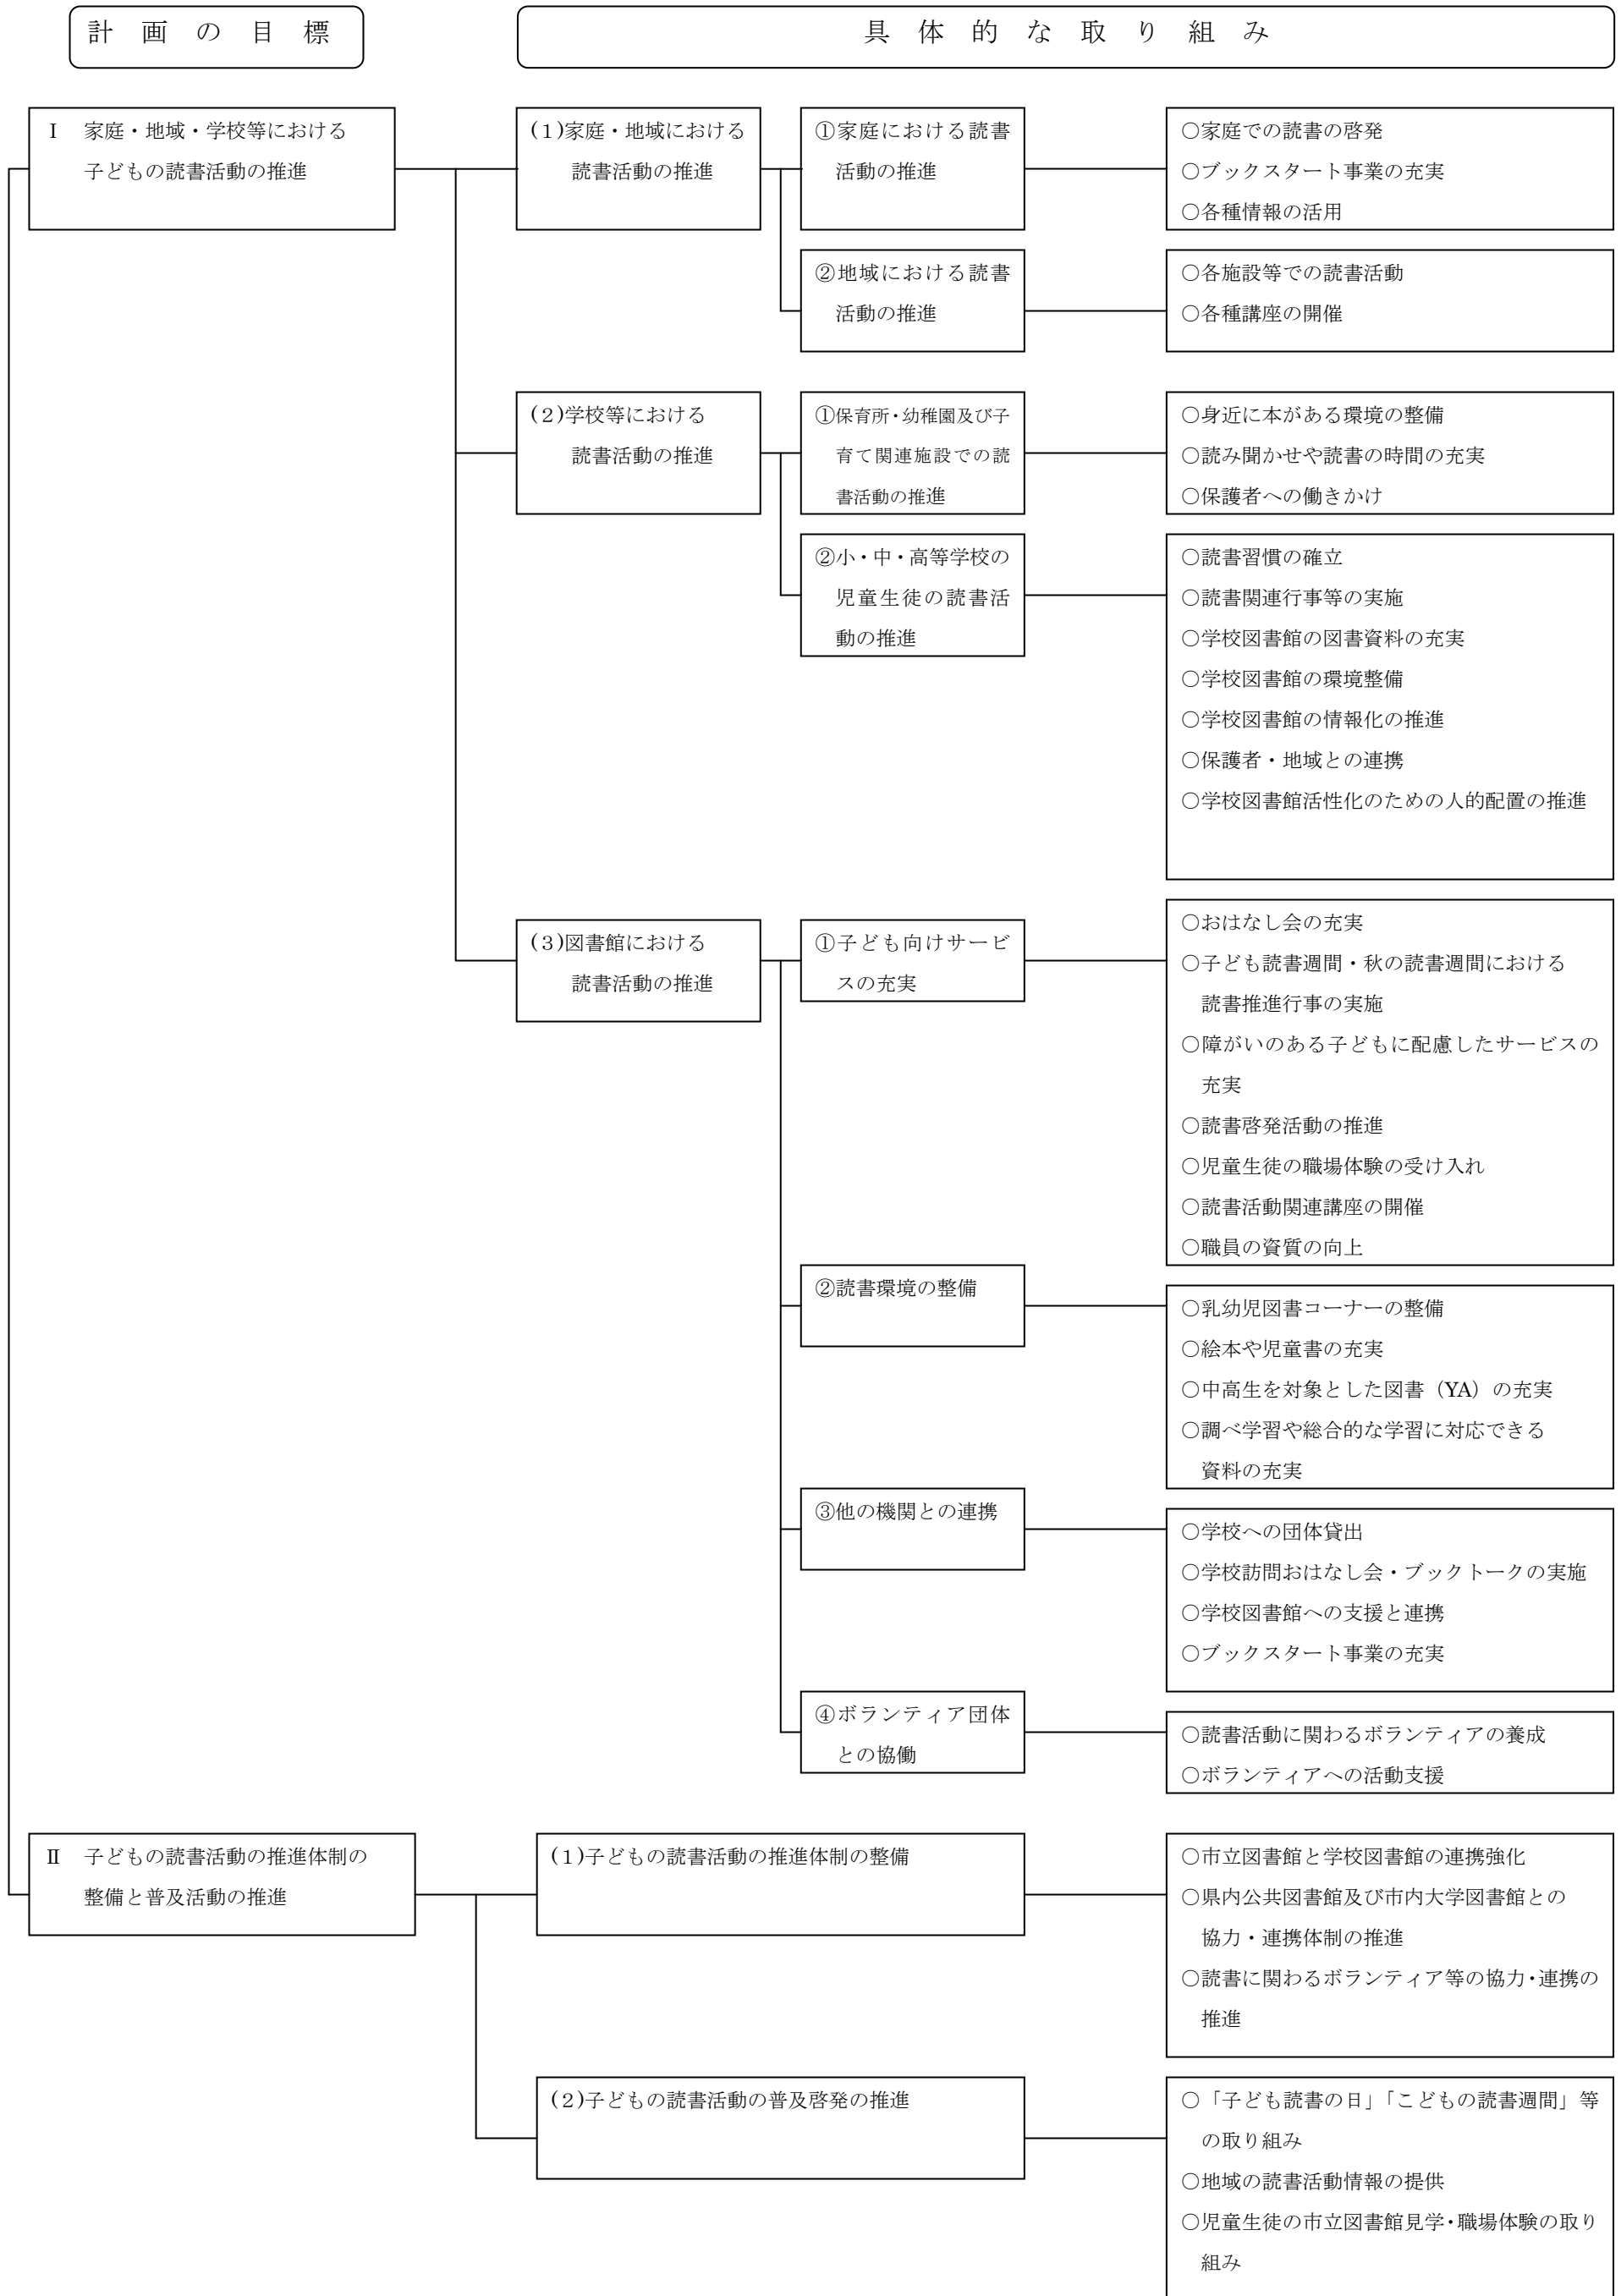 計画の目標
具体的な取り組み
Ⅰ 家庭・地域・学校等における
子どもの読書活動の推進
(１)家庭・地域における
読書活動の推進
①家庭における読書
活動の推進
○家庭での読書の啓発
○ブックスタート事業の充実
○各種情報の活用
②地域における読書
活動の推進
○各施設等での読書活動
○各種講座の開催
(２)学校等における
読書活動の推進
①保育所・幼稚園及び子
育て関連施設での読
書活動の推進
○身近に本がある環境の整備
○読み聞かせや読書の時間の充実
○保護者への働きかけ
②小・中・高等学校の
児童生徒の読書活
動の推進
○読書習慣の確立
○読書関連行事等の実施
○学校図書館の図書資料の充実
○学校図書館の環境整備
○学校図書館の情報化の推進
○保護者・地域との連携
○学校図書館活性化のための人的配置の推進
(３)図書館における
読書活動の推進
①子ども向けサービ
スの充実
○おはなし会の充実
○子ども読書週間・秋の読書週間における
読書推進行事の実施
○障がいのある子どもに配慮したサービスの
充実
○読書啓発活動の推進
○児童生徒の職場体験の受け入れ
○読書活動関連講座の開催
○職員の資質の向上
②読書環境の整備
○乳幼児図書コーナーの整備
○絵本や児童書の充実
○中高生を対象とした図書（YA）の充実
○調べ学習や総合的な学習に対応できる
資料の充実
③他の機関との連携
○学校への団体貸出
○学校訪問おはなし会・ブックトークの実施
○学校図書館への支援と連携
○ブックスタート事業の充実
④ボランティア団体
との協働
○読書活動に関わるボランティアの養成
○ボランティアへの活動支援
Ⅱ 子どもの読書活動の推進体制の
整備と普及活動の推進
(１)子どもの読書活動の推進体制の整備
○市立図書館と学校図書館の連携強化
○県内公共図書館及び市内大学図書館との
協力・連携体制の推進
○読書に関わるボランティア等の協力・連携の
推進
(２)子どもの読書活動の普及啓発の推進
○「子ども読書の日」「こどもの読書週間」等
の取り組み
○地域の読書活動情報の提供
○児童生徒の市立図書館見学・職場体験の取り
組み